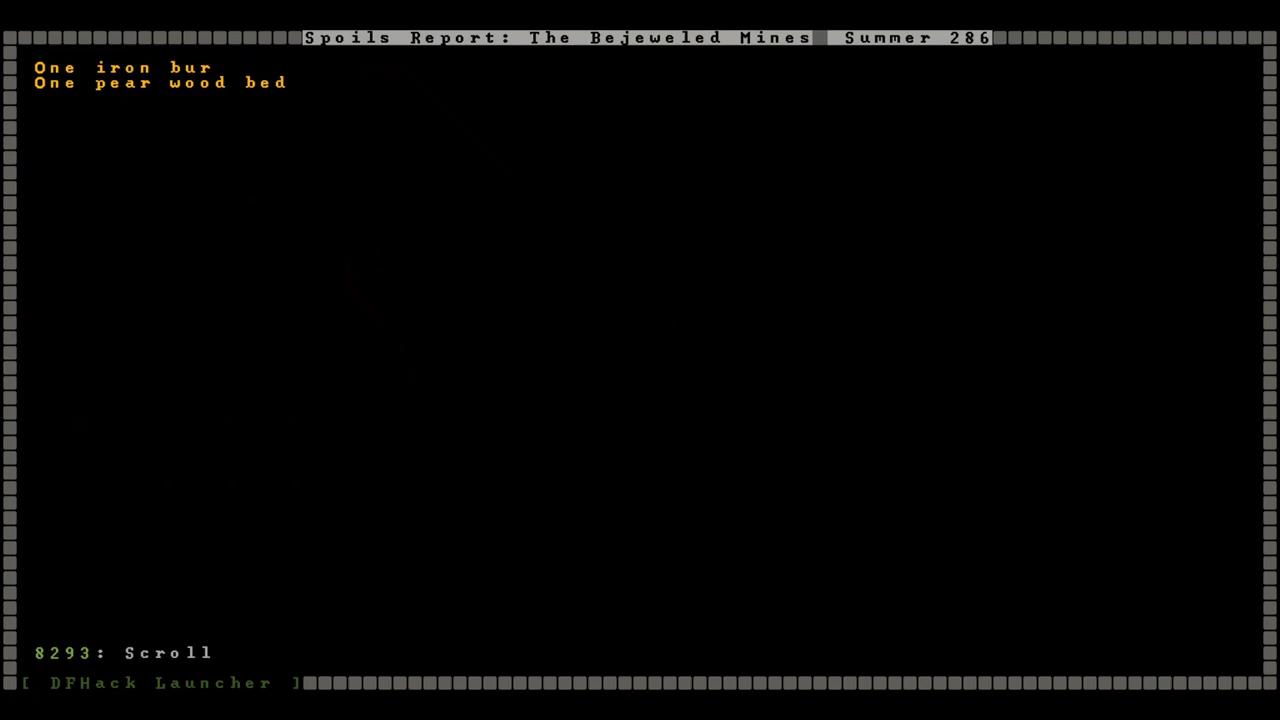 Spoils Report: The Bejeweled Mines  Summer 286
One iron bur
One pear wood bed
8293: Scroll
[ DFHack Launcher ]